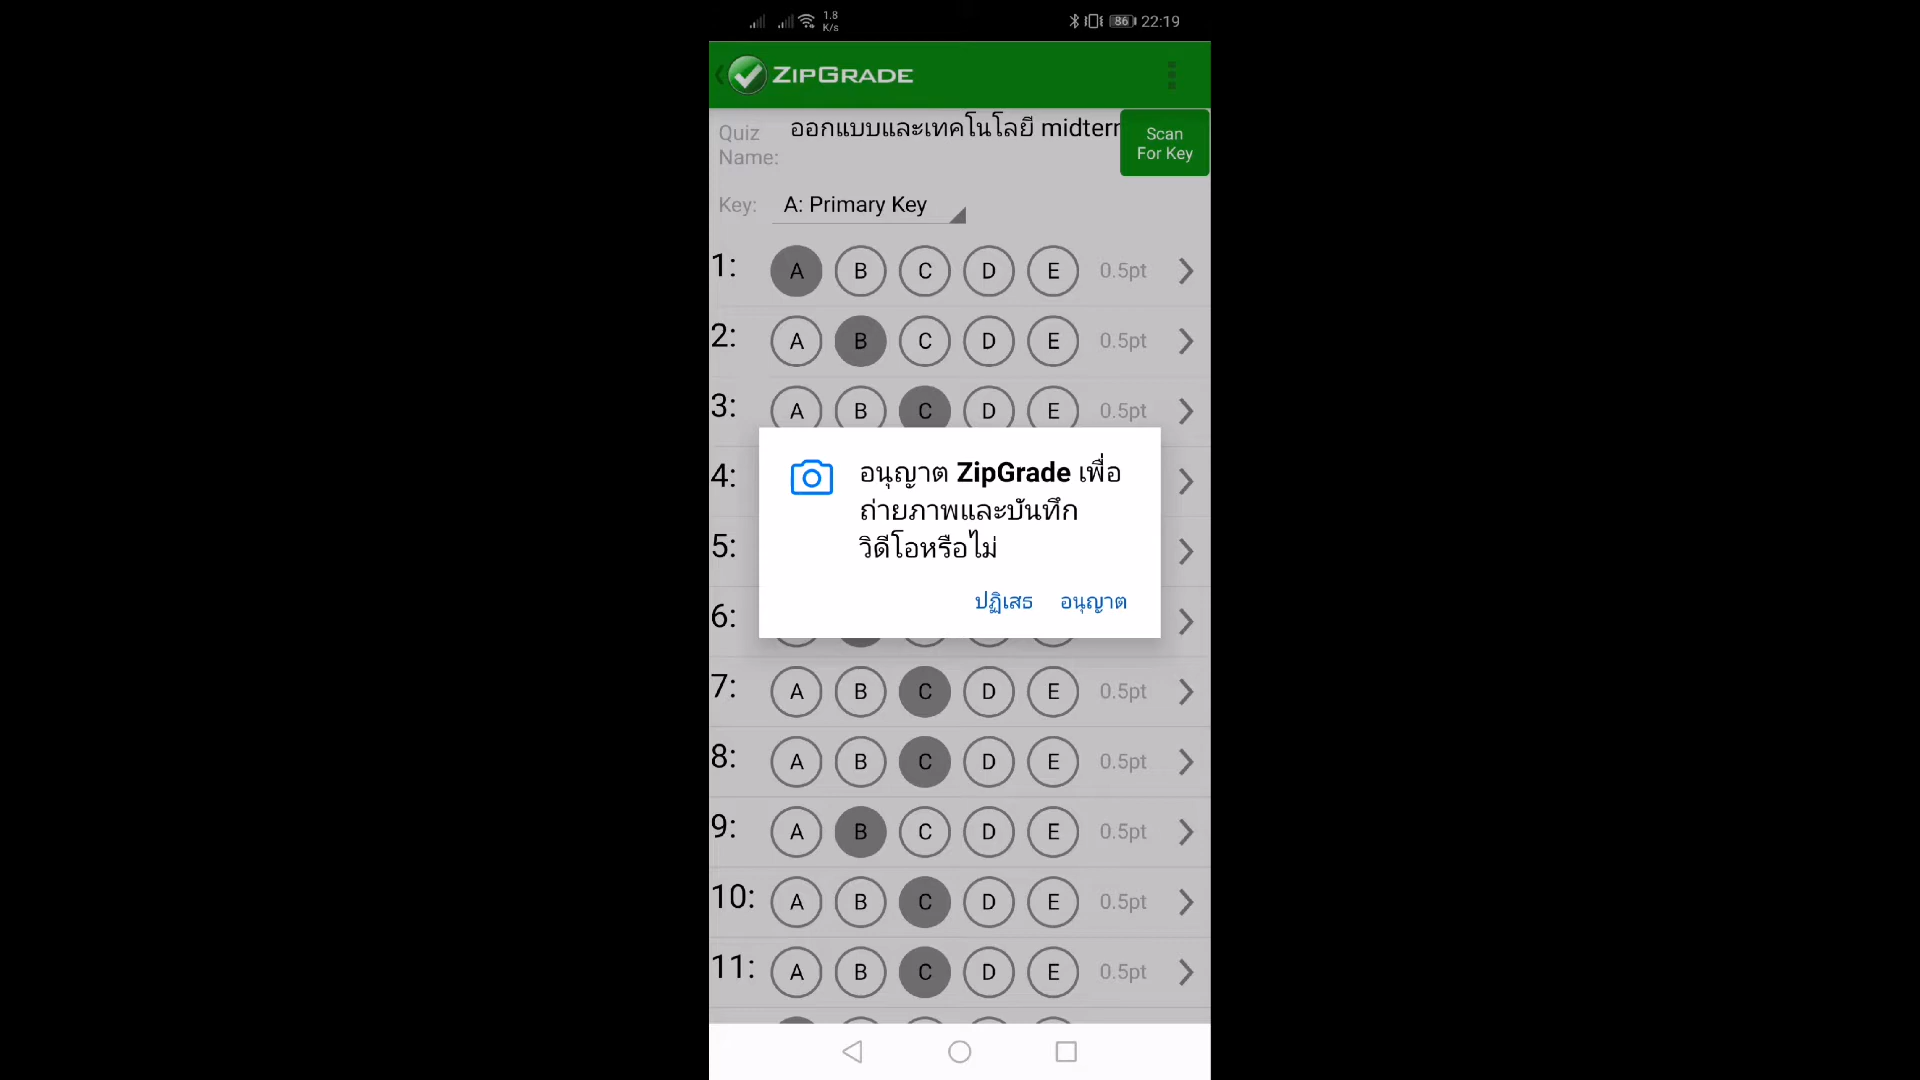 1.8
K/s
86
22:19
ZIPGRADE
Quiz
Name:
ออกแบบและเทคโนโลยี midter
Scan
For Key
Key:
A: Primary Key
1: A B C D E 0.5pt
2: A B C D E 0.5pt
3: A B C D E 0.5pt
4:
5:
6:
อนุญาต ZipGrade เพื่อ
ถ่ายภาพและบันทึก
วิดีโอหรือไม่
ปฏิเสธ อนุญาต
7: A B C D E 0.5pt
8: A B C D E 0.5pt
9: A B C D E 0.5pt
10: A B C D E 0.5pt
11: A B C D E 0.5pt